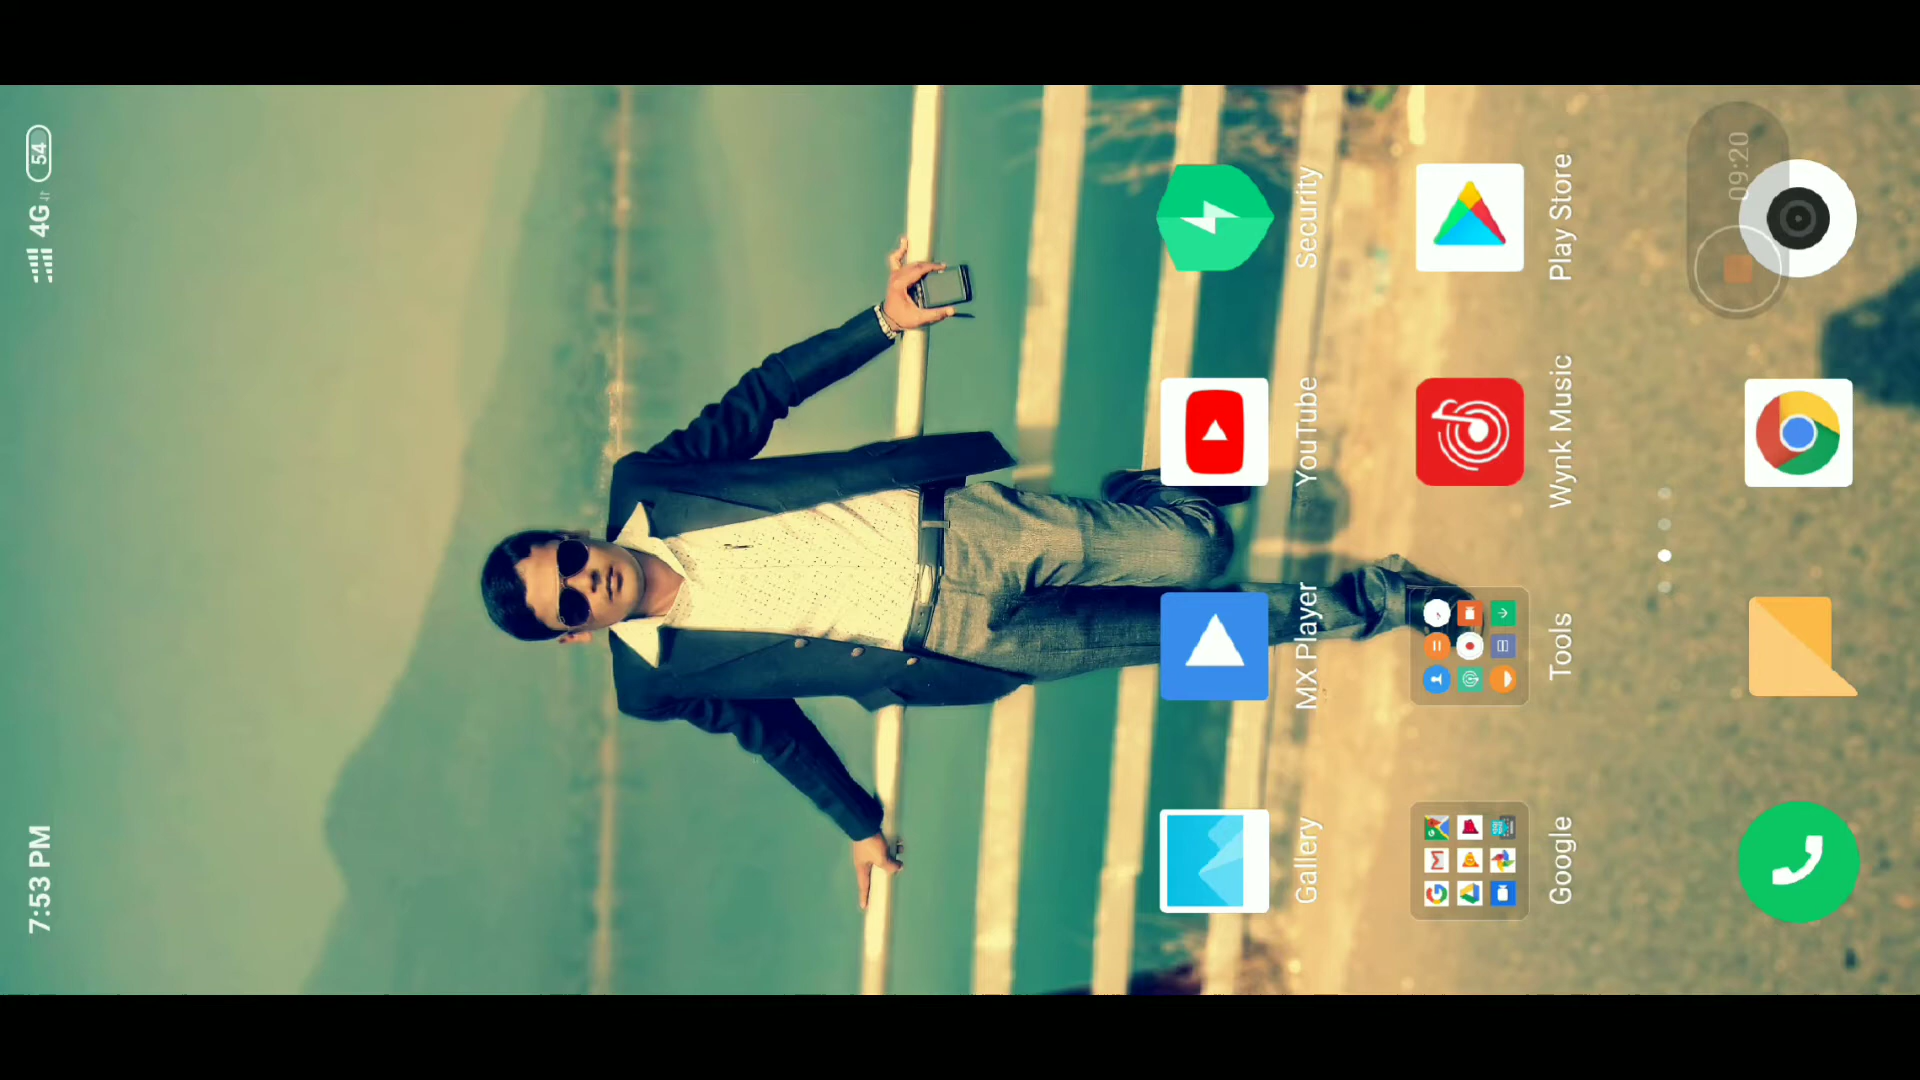 7:53 PM
4G 54
Gallery
MX Player
YouTube
Security
Google
Tools
Wynk Music
Play Store
09:20